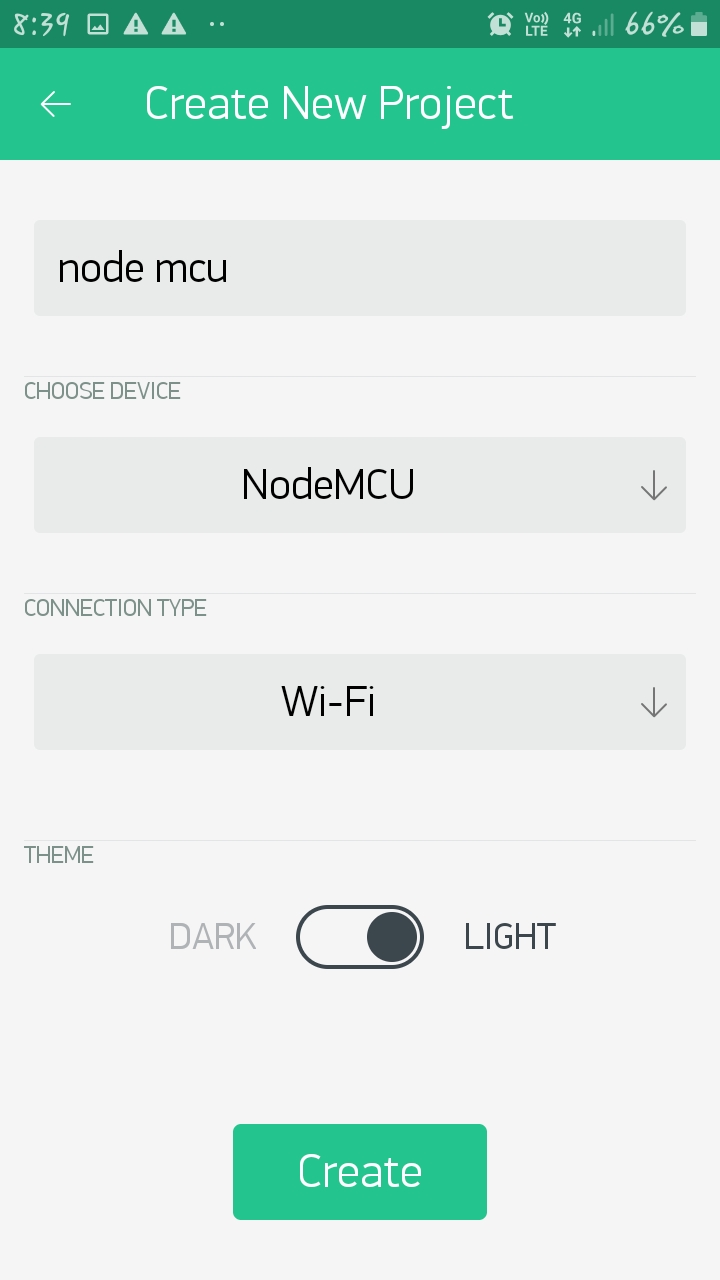 8:39 Vo)) LTE 4G 66%
Create New Project
node mcu
CHOOSE DEVICE
NodeMCU
CONNECTION TYPE
Wi-Fi
THEME
DARK LIGHT
Create